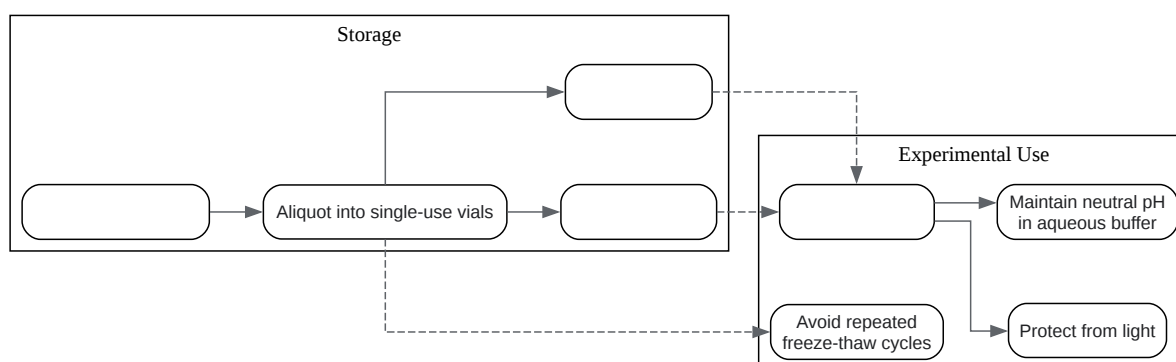 Storage
Experimental Use
Aliquot into single-use vials
Maintain neutral pH
in aqueous buffer
Avoid repeated
freeze-thaw cycles
Protect from light